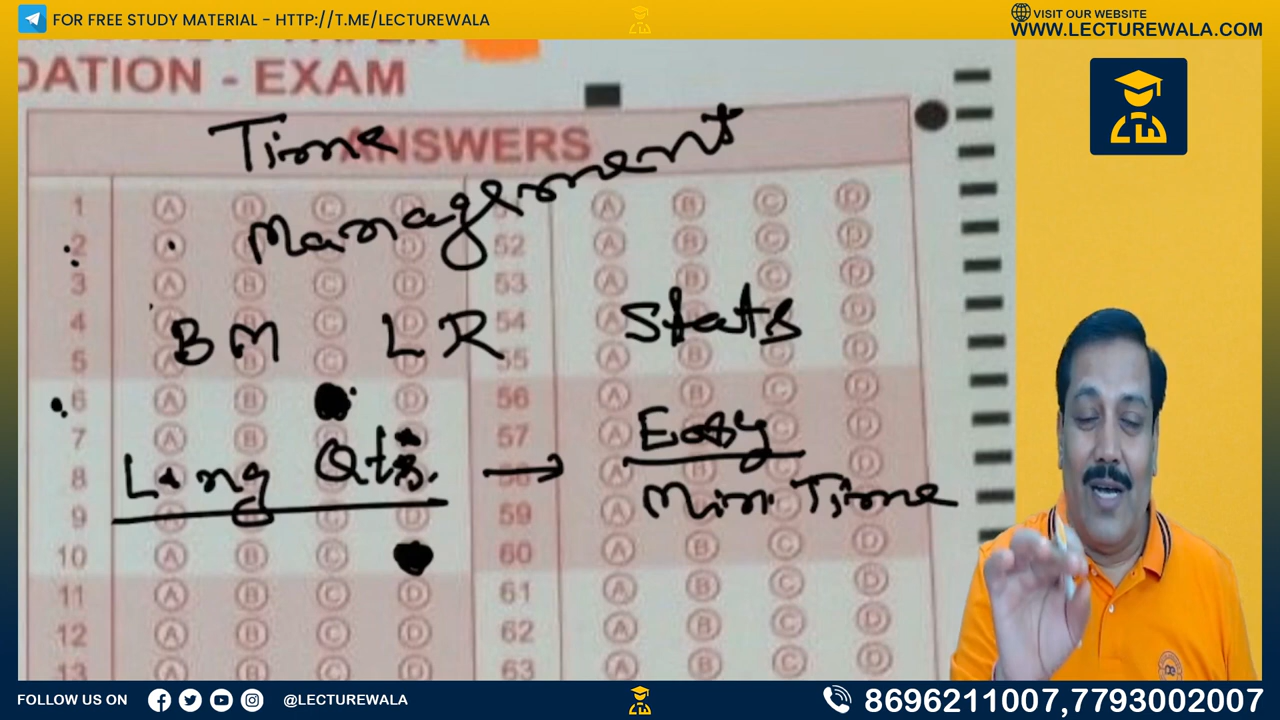 FOR FREE STUDY MATERIAL - HTTP://T.ME/LECTUREWALA
VISIT OUR WEBSITE
WWW.LECTUREWALA.COM
DATION - EXAM
ANSWERS
Time
Management
BM LR Stats
Long Qts. → Easy
Min. Time
1 A B C D A B C D
2 A D 52 A B C D
3 A B C D 53 A B C D
4 C D 54 A D
5 C 55 A B C D
6 A B D 56 A B C D
7 A B 57 A D
8 A A B C D
9 C D 59 A D
10 A B C 60 A B C D
11 A B C D 61 A B C D
12 A B C D 62 A B C D
13 A B C D 63 A B C D
FOLLOW US ON
@LECTUREWALA
8696211007,7793002007